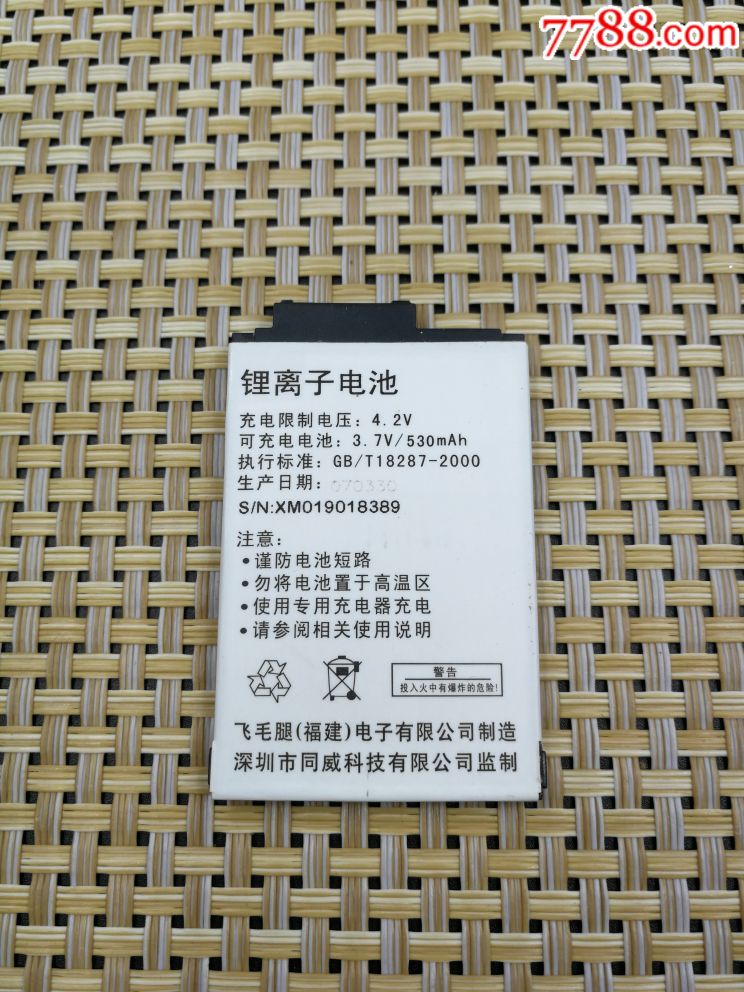 7788.com
锂离子电池
充电限制电压：4.2V
可充电电池：3.7V/530mAh
执行标准：GB/T18287-2000
生产日期：070330
S/N:XM019018389
注意：
•谨防电池短路
•勿将电池置于高温区
•使用专用充电器充电
•请参阅相关使用说明
警告
投入火中有爆炸的危险!
飞毛腿(福建)电子有限公司制造
深圳市同威科技有限公司监制